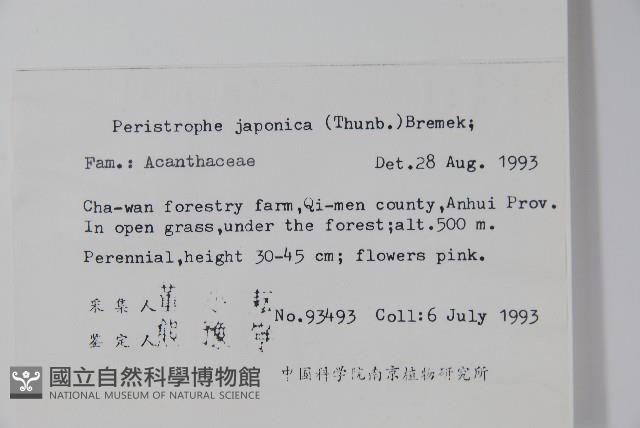 Peristrophe japonica (Thunb.)Bremek;
Fam.: Acanthaceae Det.28 Aug. 1993
Cha-wan forestry farm,Qi-men county,Anhui Prov.
In open grass,under the forest;alt.500 m.
Perennial,height 30-45 cm; flowers pink.
采集人 No.93493 Coll:6 July 1993
鉴定人
中国科学院南京植物研究所
國立自然科學博物館
NATIONAL MUSEUM OF NATURAL SCIENCE